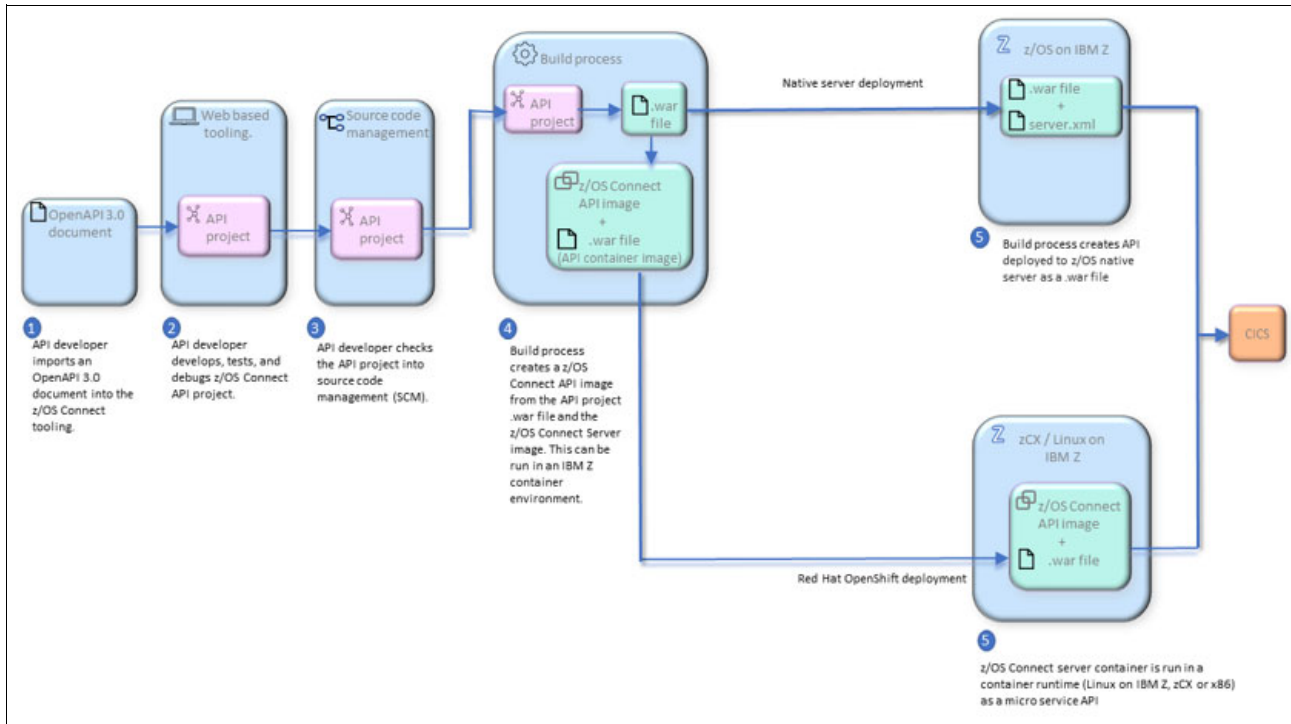 OpenAPI 3.0
document
1
API developer
imports an
OpenAPI 3.0
document into the
z/OS Connect
tooling.
Web based
tooling.
API
project
2
API developer
develops, tests, and
debugs z/OS Connect
API project.
Source code
management
API
project
3
API developer checks
the API project into
source code
management (SCM).
Build process
API
project
.war
file
z/OS Connect
API image
+
.war file
(API container image)
4
Build process
creates a z/OS
Connect API image
from the API project
.war file and the
z/OS Connect Server
image. This can be
run in an IBM Z
container
environment.
Native server deployment
Z z/OS on IBM Z
.war file
+
server.xml
5
Build process creates API
deployed to z/OS native
server as a .war file
CICS
Red Hat OpenShift deployment
Z zCX / Linux on
IBM Z
z/OS Connect
API image
+
.war file
5
z/OS Connect server container is run in a
container runtime (Linux on IBM Z, zCX or x86)
as a micro service API